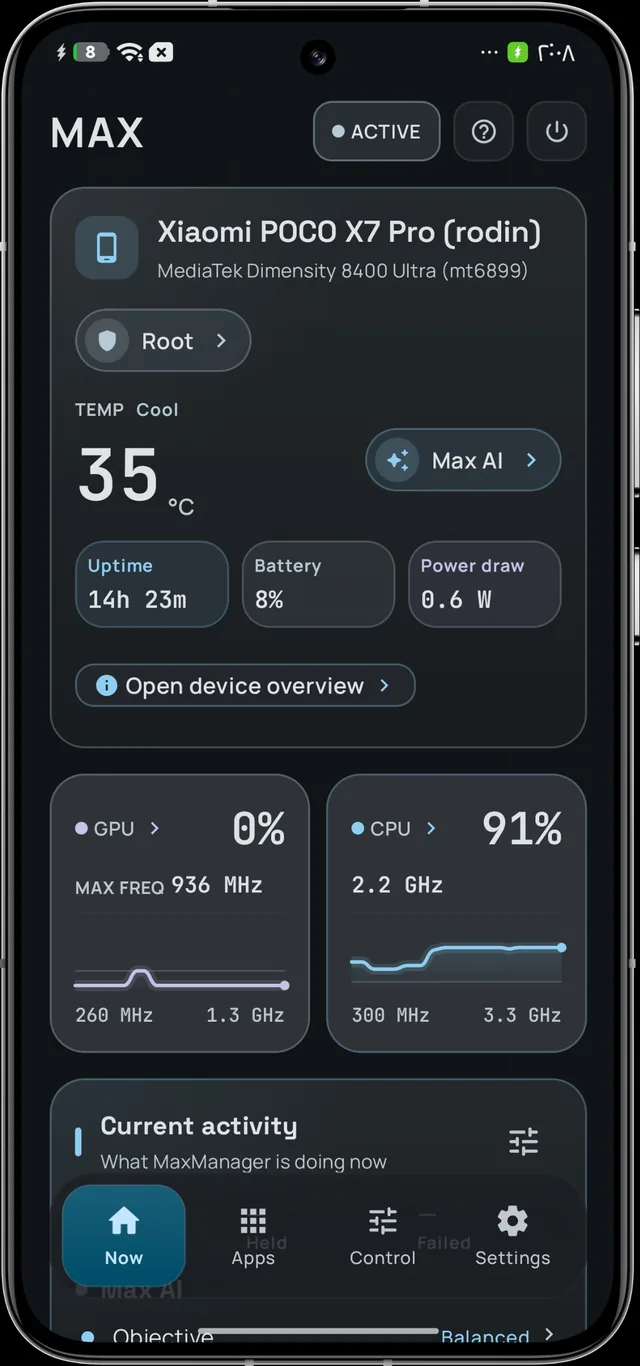 8 ٢:٠٨
MAX ACTIVE
Xiaomi POCO X7 Pro (rodin)
MediaTek Dimensity 8400 Ultra (mt6899)
Root
TEMP Cool
35 °C
Max AI
Uptime Battery Power draw
14h 23m 8% 0.6 W
Open device overview
GPU 0%
MAX FREQ 936 MHz
260 MHz 1.3 GHz
CPU 91%
2.2 GHz
300 MHz 3.3 GHz
Current activity
What MaxManager is doing now
Held Failed
Now Apps Control Settings
Max AI
Objective Balanced